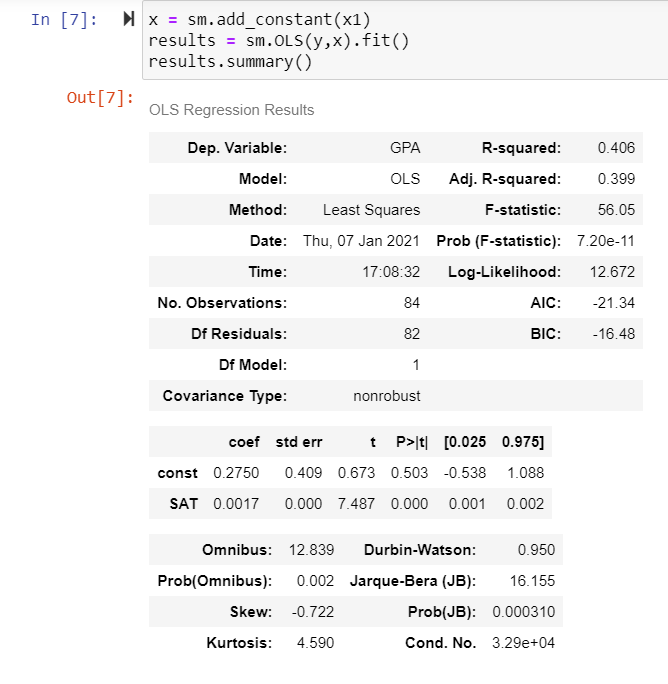 In [7]: x = sm.add_constant(x1)
results = sm.OLS(y,x).fit()
results.summary()
Out[7]:
OLS Regression Results
Dep. Variable: GPA R-squared: 0.406
Model: OLS Adj. R-squared: 0.399
Method: Least Squares F-statistic: 56.05
Date: Thu, 07 Jan 2021 Prob (F-statistic): 7.20e-11
Time: 17:08:32 Log-Likelihood: 12.672
No. Observations: 84 AIC: -21.34
Df Residuals: 82 BIC: -16.48
Df Model: 1
Covariance Type: nonrobust
coef std err t P>|t| [0.025 0.975]
const 0.2750 0.409 0.673 0.503 -0.538 1.088
SAT 0.0017 0.000 7.487 0.000 0.001 0.002
Omnibus: 12.839 Durbin-Watson: 0.950
Prob(Omnibus): 0.002 Jarque-Bera (JB): 16.155
Skew: -0.722 Prob(JB): 0.000310
Kurtosis: 4.590 Cond. No. 3.29e+04